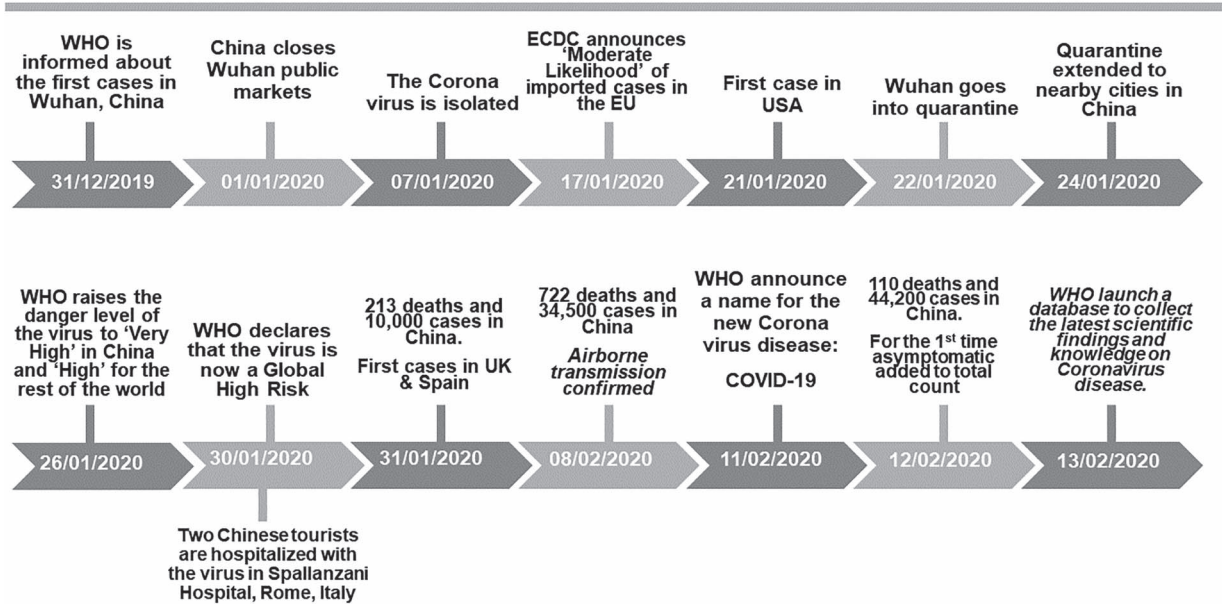 WHO is
informed about
the first cases in
Wuhan, China
China closes
Wuhan public
markets
The Corona
virus is isolated
ECDC announces
‘Moderate
Likelihood’ of
imported cases in
the EU
First case in
USA
Wuhan goes
into quarantine
Quarantine
extended to
nearby cities in
China
31/12/2019
01/01/2020
07/01/2020
17/01/2020
21/01/2020
22/01/2020
24/01/2020
WHO raises the
danger level of
the virus to ‘Very
High’ in China
and ‘High’ for the
rest of the world
WHO declares
that the virus is
now a Global
High Risk
213 deaths and
10,000 cases in
China.
First cases in UK
& Spain
722 deaths and
34,500 cases in
China
Airborne
transmission
confirmed
WHO announce
a name for the
new Corona
virus disease:
COVID-19
110 deaths and
44,200 cases in
China.
For the 1st time
asymptomatic
added to total
count
WHO launch a
database to collect
the latest scientific
findings and
knowledge on
Coronavirus
disease.
26/01/2020
30/01/2020
31/01/2020
08/02/2020
11/02/2020
12/02/2020
13/02/2020
Two Chinese tourists
are hospitalized with
the virus in Spallanzani
Hospital, Rome, Italy